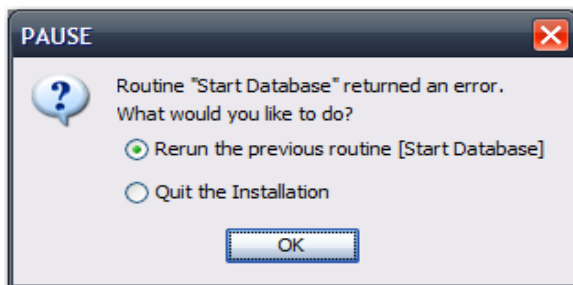 PAUSE
Routine "Start Database" returned an error.
What would you like to do?
Rerun the previous routine [Start Database]
Quit the Installation
OK